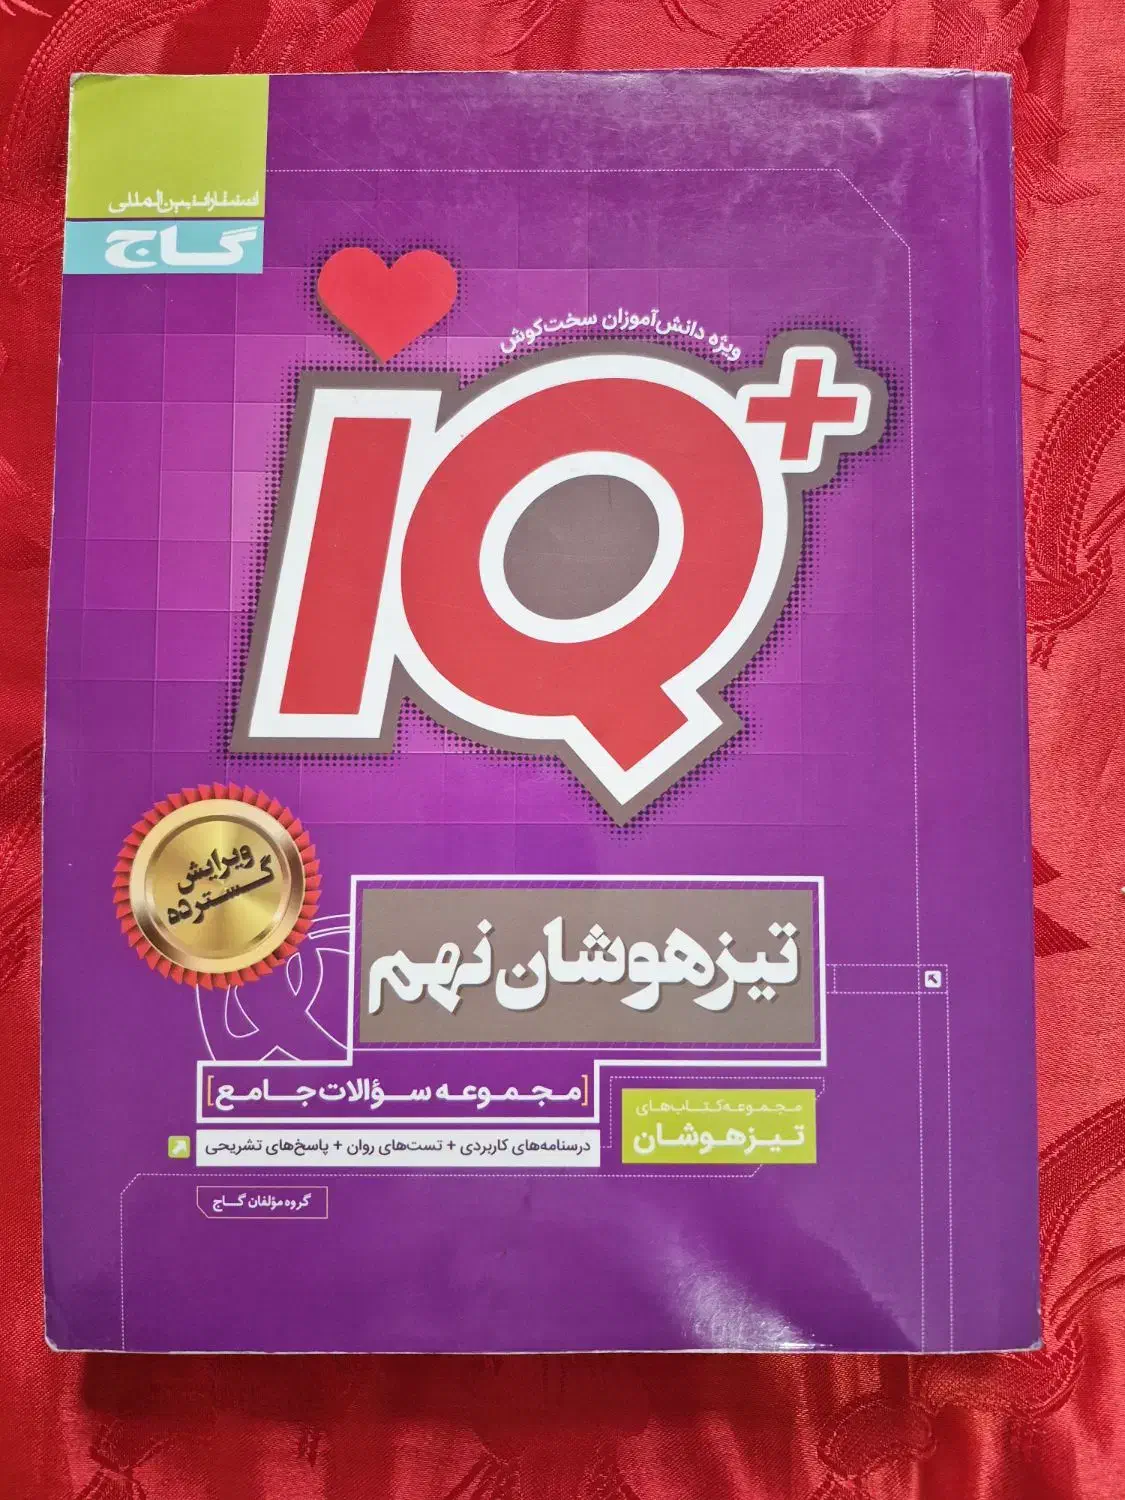 انتشارات بین‌المللی
گاج
ویژه دانش‌آموزان سخت‌کوش
IQ+
ویرایش
گسترده
تیزهوشان نهم
[مجموعه سؤالات جامع]
مجموعه کتاب‌های
تیزهوشان
درسنامه‌های کاربردی + تست‌های روان + پاسخ‌های تشریحی
گروه مؤلفان گاج